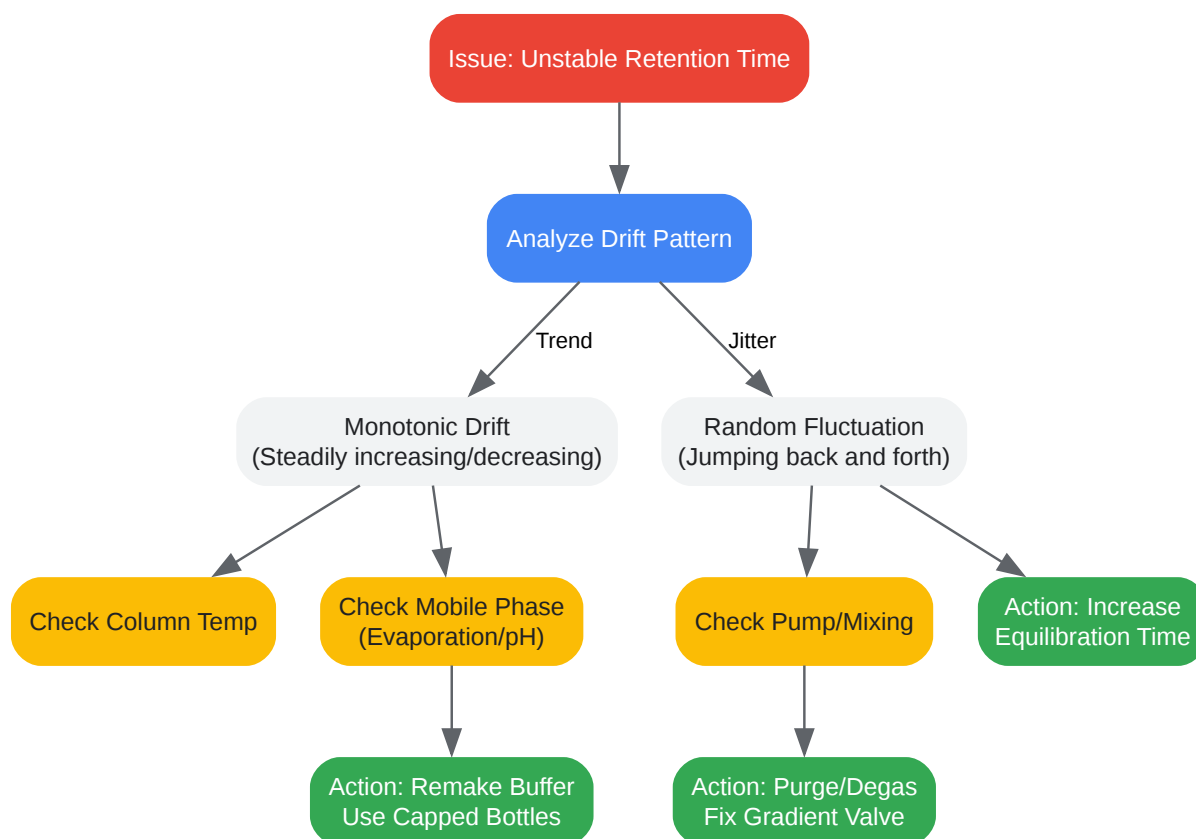 Issue: Unstable Retention Time
Analyze Drift Pattern
Trend
Jitter
Monotonic Drift
(Steadily increasing/decreasing)
Random Fluctuation
(Jumping back and forth)
Check Column Temp
Check Mobile Phase
(Evaporation/pH)
Check Pump/Mixing
Action: Increase
Equilibration Time
Action: Remake Buffer
Use Capped Bottles
Action: Purge/Degas
Fix Gradient Valve